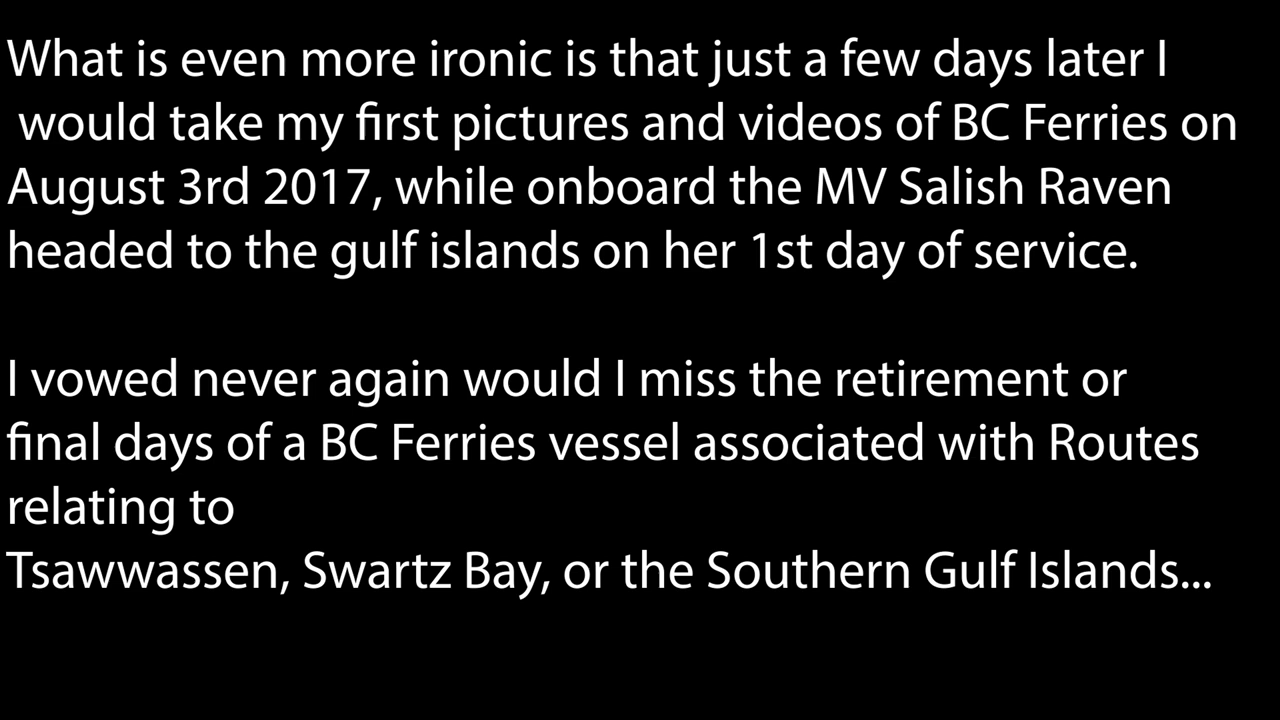 What is even more ironic is that just a few days later I
would take my first pictures and videos of BC Ferries on
August 3rd 2017, while onboard the MV Salish Raven
headed to the gulf islands on her 1st day of service.
I vowed never again would I miss the retirement or
final days of a BC Ferries vessel associated with Routes
relating to
Tsawwassen, Swartz Bay, or the Southern Gulf Islands...